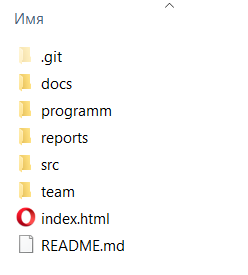 Имя
.git
docs
programm
reports
src
team
index.html
README.md